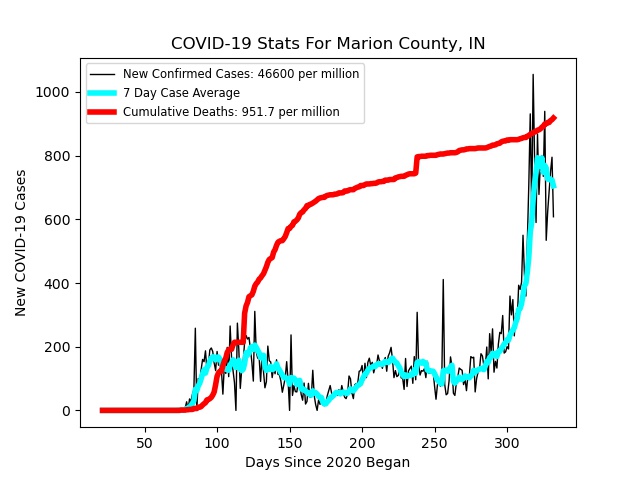 COVID-19 Stats For Marion County, IN
New Confirmed Cases: 46600 per million
7 Day Case Average
Cumulative Deaths: 951.7 per million
New COVID-19 Cases
1000
800
600
400
200
0
50 100 150 200 250 300
Days Since 2020 Began